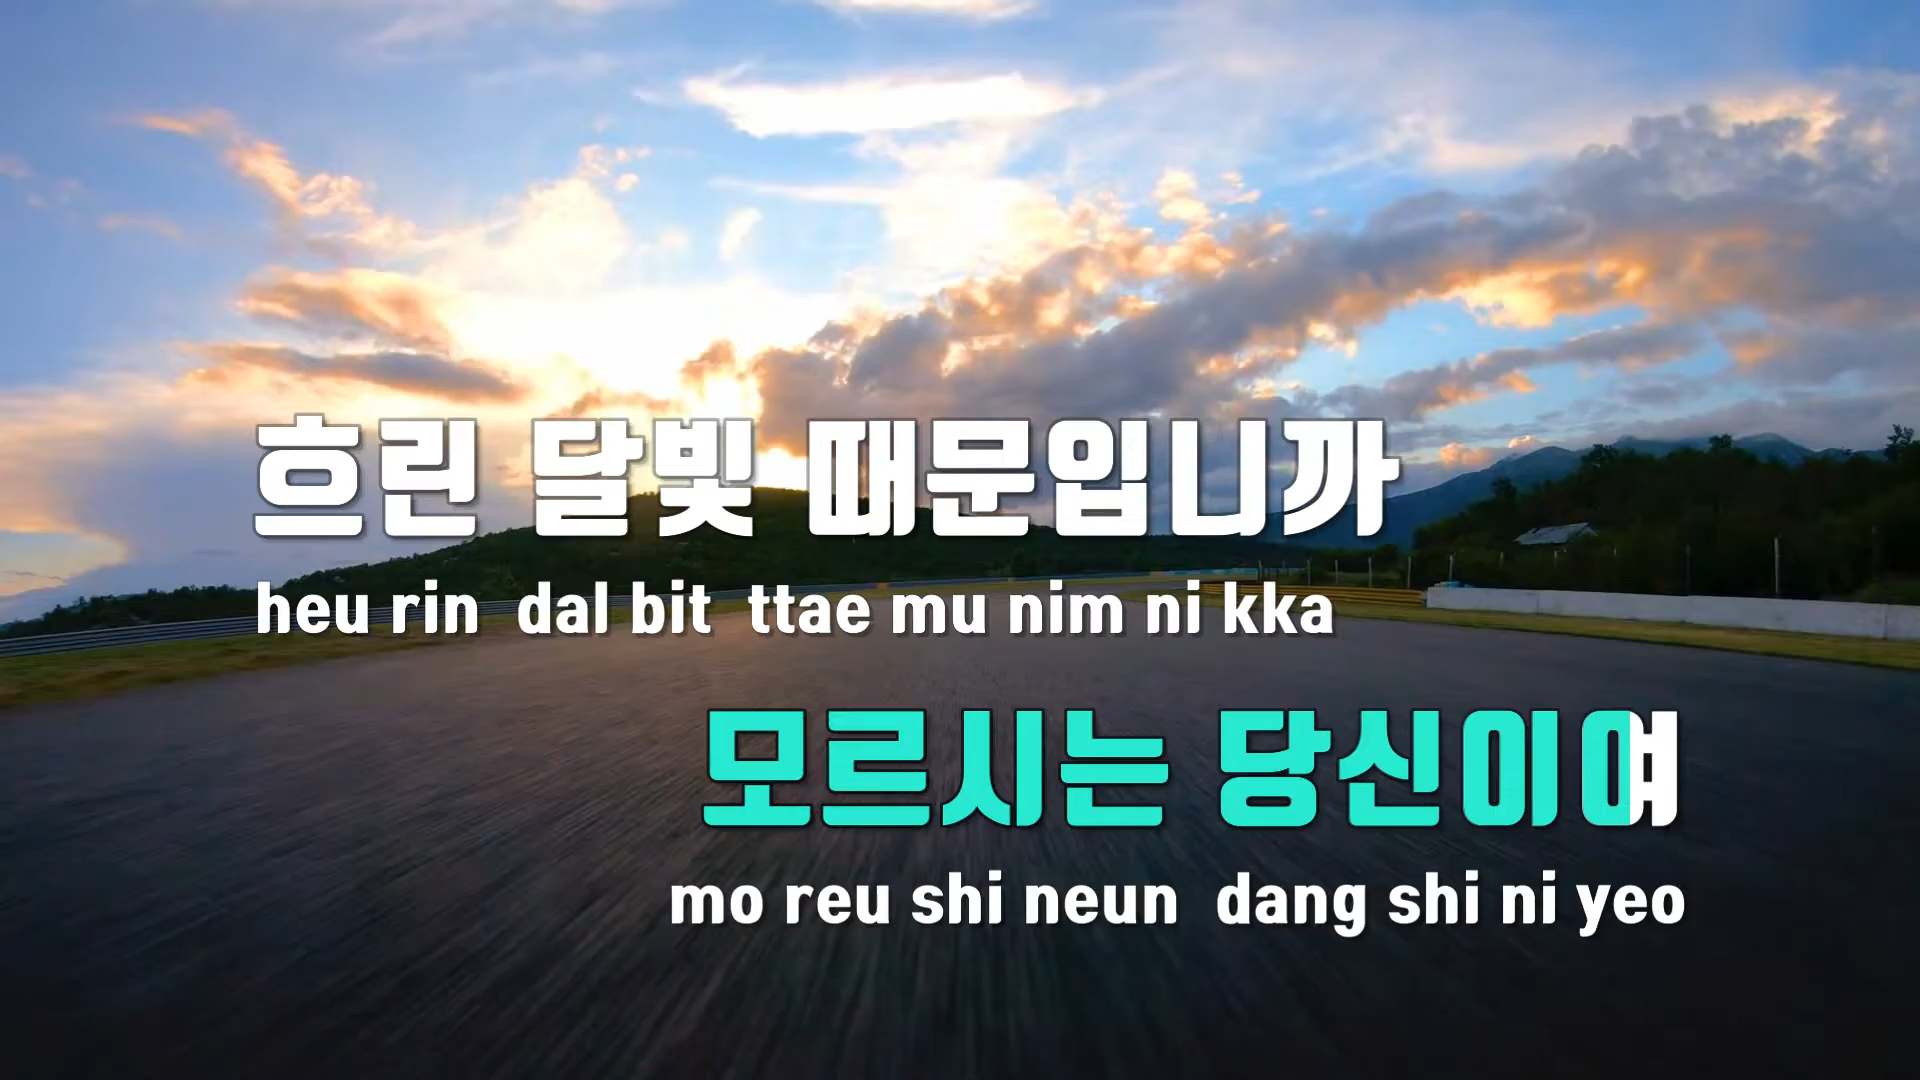 흐린 달빛 때문입니까
heu rin dal bit ttae mu nim ni kka
모르시는 당신이여
mo reu shi neun dang shi ni yeo